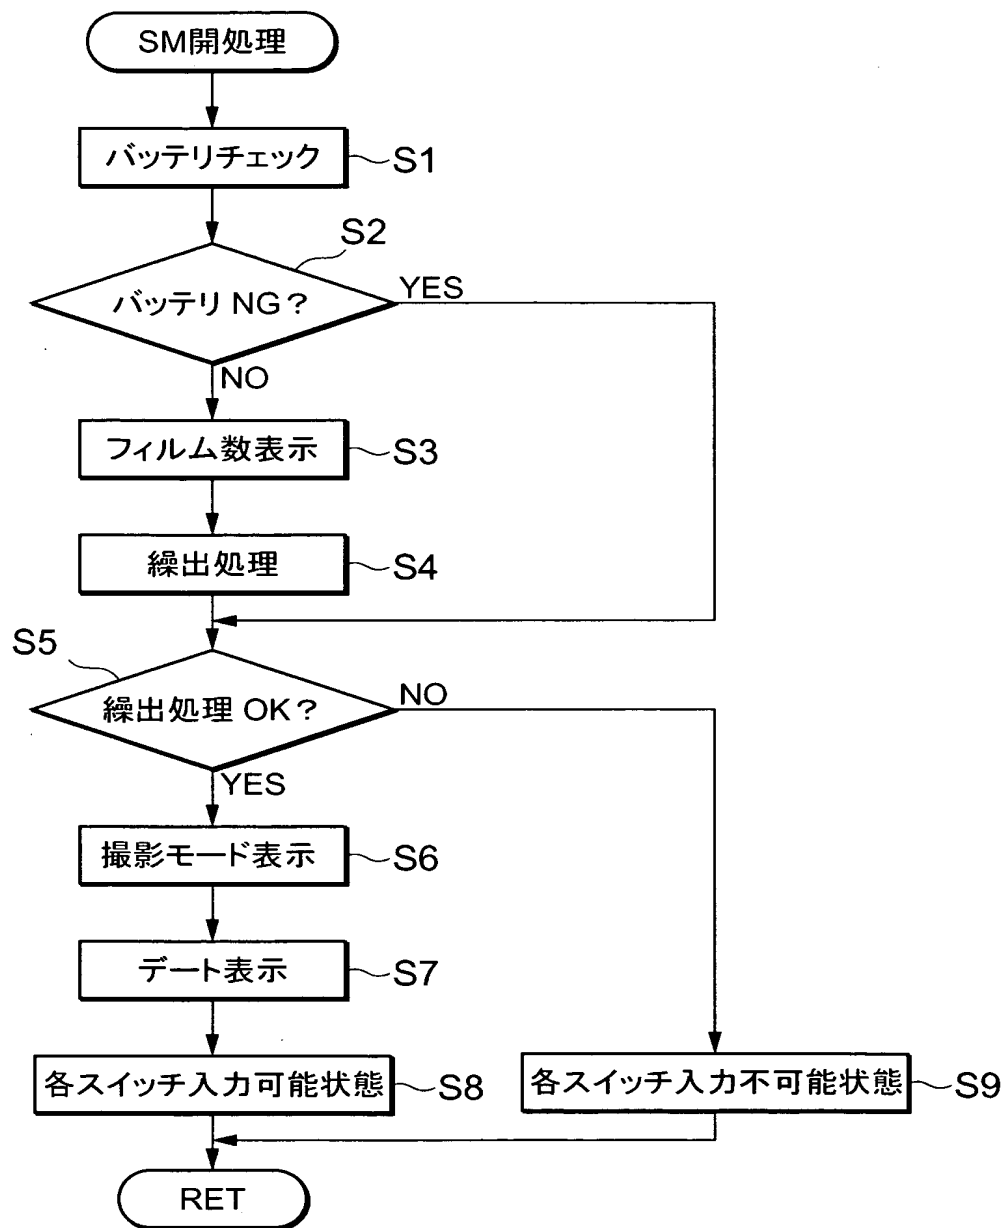 SM開処理
バッテリチェック
S1
S2
バッテリ NG?
YES
NO
フィルム数表示
S3
繰出処理
S4
S5
繰出処理 OK?
NO
YES
撮影モード表示
S6
デート表示
S7
各スイッチ入力可能状態
S8
各スイッチ入力不可能状態
S9
RET